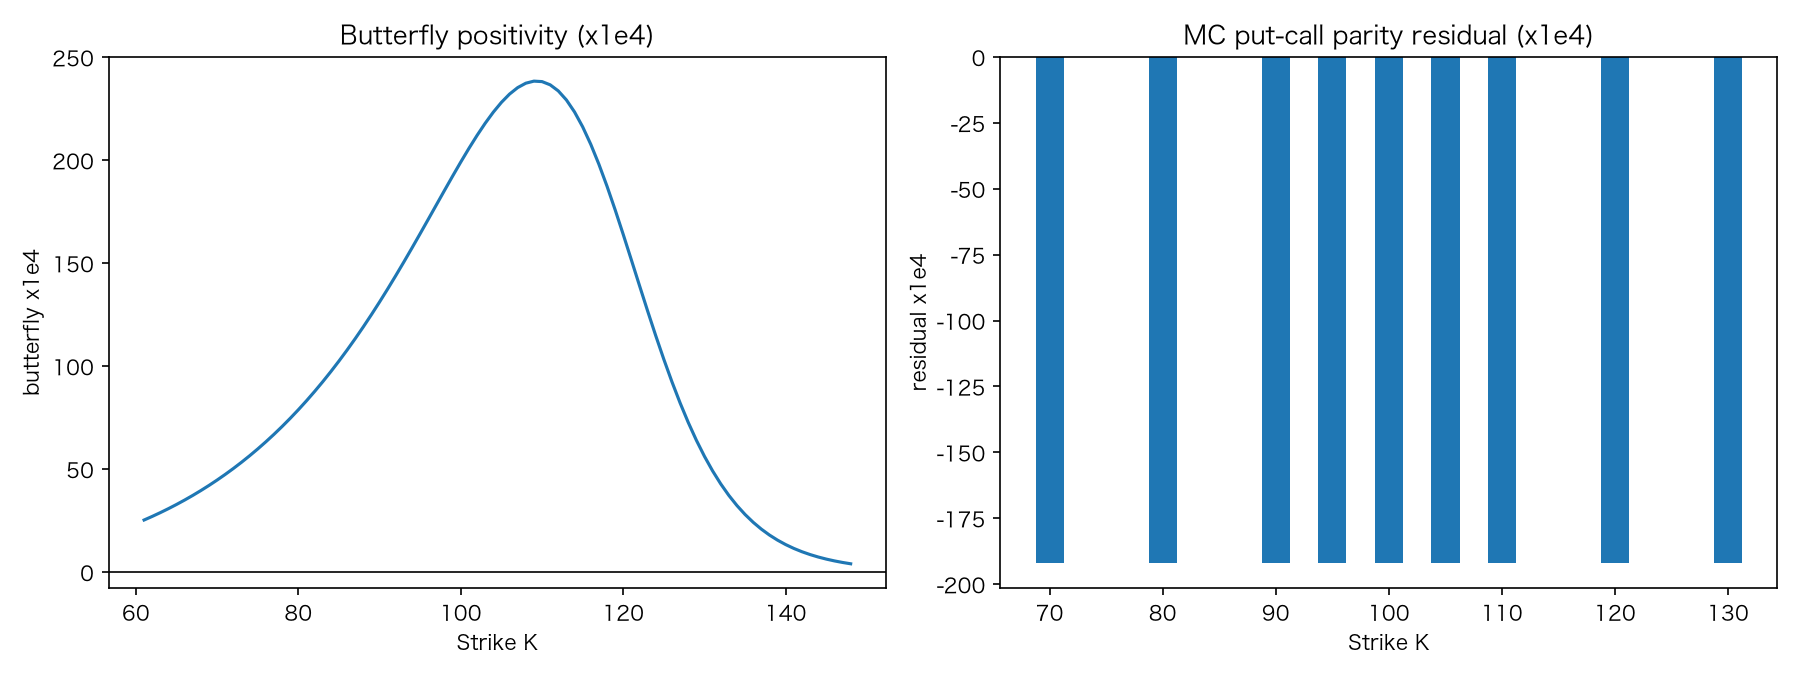 Butterfly positivity (x1e4)
butterfly x1e4
250
200
150
100
50
0
60 80 100 120 140
Strike K
MC put-call parity residual (x1e4)
residual x1e4
0
-25
-50
-75
-100
-125
-150
-175
-200
70 80 90 100 110 120 130
Strike K